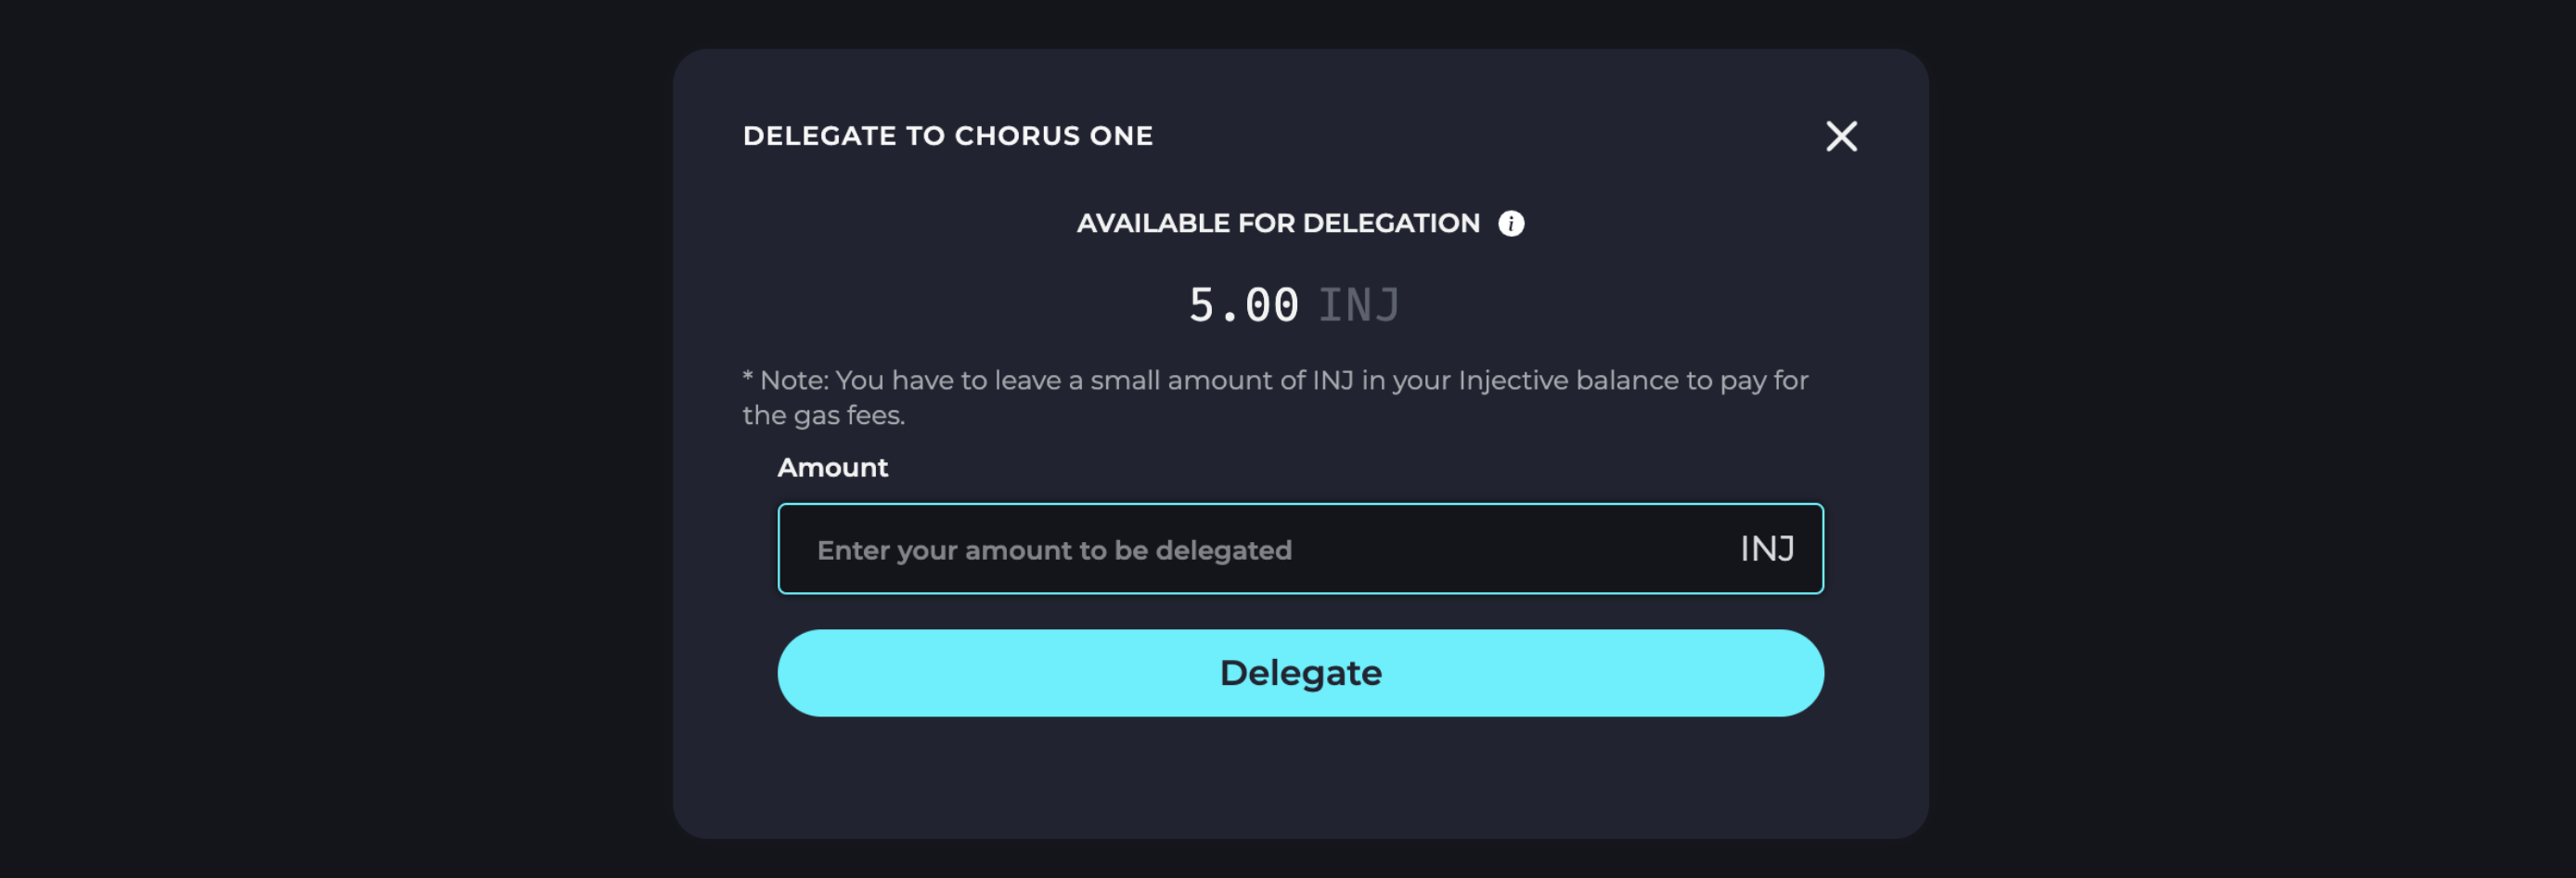 DELEGATE TO CHORUS ONE
AVAILABLE FOR DELEGATION i
5.00 INJ
* Note: You have to leave a small amount of INJ in your Injective balance to pay for
the gas fees.
Amount
Enter your amount to be delegated INJ
Delegate